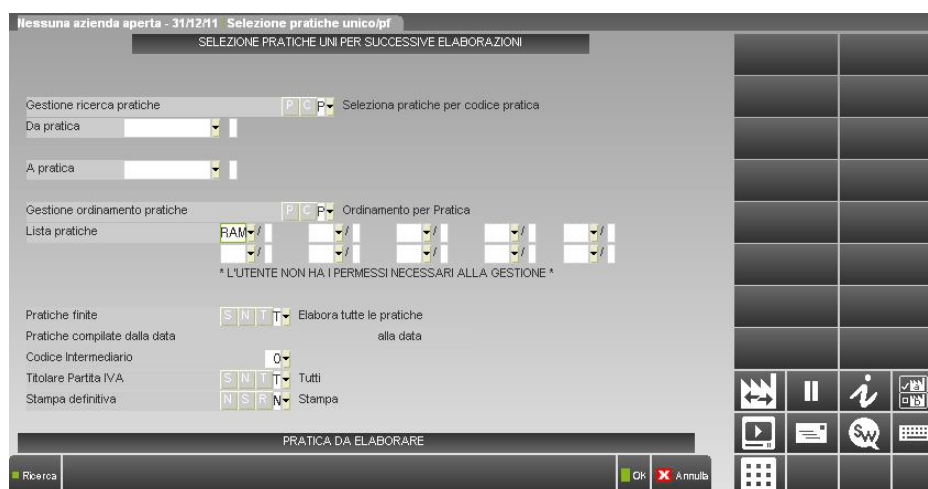 Nessuna azienda aperta - 31/12/11 Selezione pratiche unico/pf
SELEZIONE PRATICHE UNI PER SUCCESSIVE ELABORAZIONI
Gestione ricerca pratiche P C P Seleziona pratiche per codice pratica
Da pratica
A pratica
Gestione ordinamento pratiche P C P Ordinamento per Pratica
Lista pratiche RAM / / / / /
/ / / / /
* L'UTENTE NON HA I PERMESSI NECESSARI ALLA GESTIONE *
Pratiche finite S N T T Elabora tutte le pratiche
Pratiche compilate dalla data alla data
Codice Intermediario 0
Titolare Partita IVA S N T T Tutti
Stampa definitiva N S R N Stampa
PRATICA DA ELABORARE
Ricerca OK Annulla